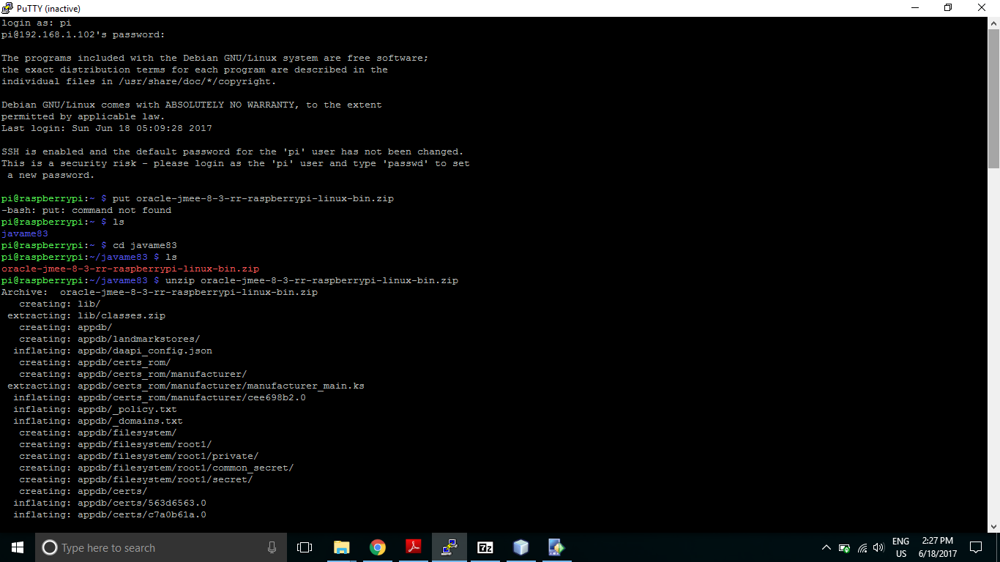 PuTTY (inactive)
login as: pi
pi@192.168.1.102's password:
The programs included with the Debian GNU/Linux system are free software;
the exact distribution terms for each program are described in the
individual files in /usr/share/doc/*/copyright.
Debian GNU/Linux comes with ABSOLUTELY NO WARRANTY, to the extent
permitted by applicable law.
Last login: Sun Jun 18 05:09:28 2017
SSH is enabled and the default password for the 'pi' user has not been changed.
This is a security risk - please login as the 'pi' user and type 'passwd' to set
a new password.
pi@raspberrypi:~ $ put oracle-jmee-8-3-rr-raspberrypi-linux-bin.zip
-bash: put: command not found
pi@raspberrypi:~ $ ls
javame83
pi@raspberrypi:~ $ cd javame83
pi@raspberrypi:~/javame83 $ ls
oracle-jmee-8-3-rr-raspberrypi-linux-bin.zip
pi@raspberrypi:~/javame83 $ unzip oracle-jmee-8-3-rr-raspberrypi-linux-bin.zip
Archive:  oracle-jmee-8-3-rr-raspberrypi-linux-bin.zip
creating: lib/
extracting: lib/classes.zip
creating: appdb/
creating: appdb/landmarkstores/
inflating: appdb/daapi_config.json
creating: appdb/certs_rom/
creating: appdb/certs_rom/manufacturer/
extracting: appdb/certs_rom/manufacturer/manufacturer_main.ks
inflating: appdb/certs_rom/manufacturer/cee698b2.0
inflating: appdb/_policy.txt
inflating: appdb/_domains.txt
creating: appdb/filesystem/
creating: appdb/filesystem/root1/
creating: appdb/filesystem/root1/private/
creating: appdb/filesystem/root1/common_secret/
creating: appdb/filesystem/root1/secret/
creating: appdb/certs/
inflating: appdb/certs/563d6563.0
inflating: appdb/certs/c7a0b61a.0
Type here to search
7z
ENG
US
2:27 PM
6/18/2017